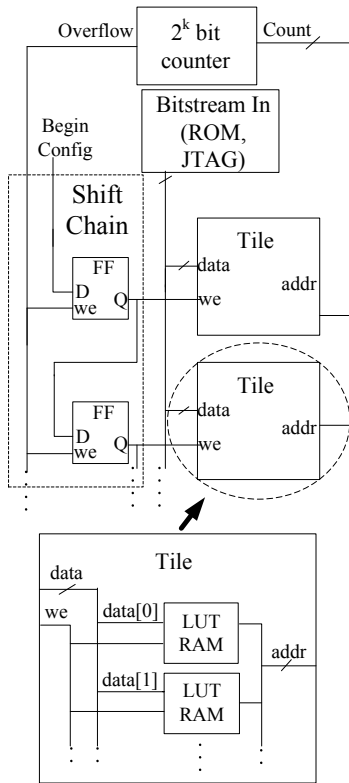 Overflow
2^k bit
counter
Count
Begin
Config
Bitstream In
(ROM,
JTAG)
Shift
Chain
FF
D
Q
we
Tile
data
we
addr
FF
D
Q
we
Tile
data
we
addr
Tile
data
we
data[0]
LUT
RAM
addr
data[1]
LUT
RAM